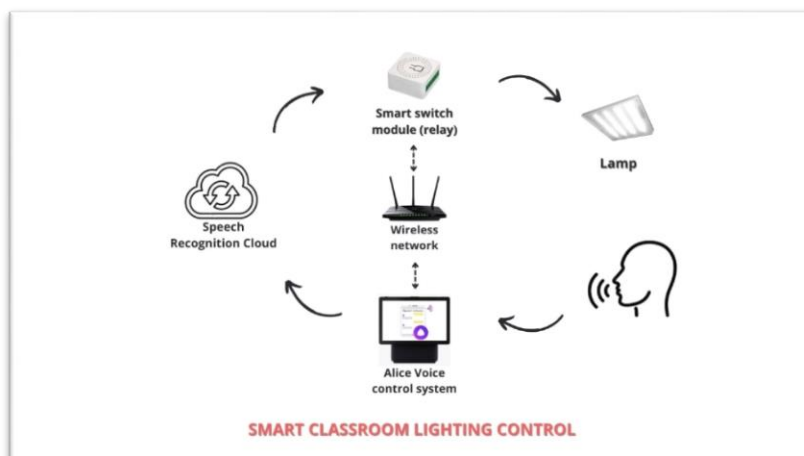 Smart switch
module (relay)
Lamp
Speech
Recognition Cloud
Wireless
network
Alice Voice
control system
SMART CLASSROOM LIGHTING CONTROL